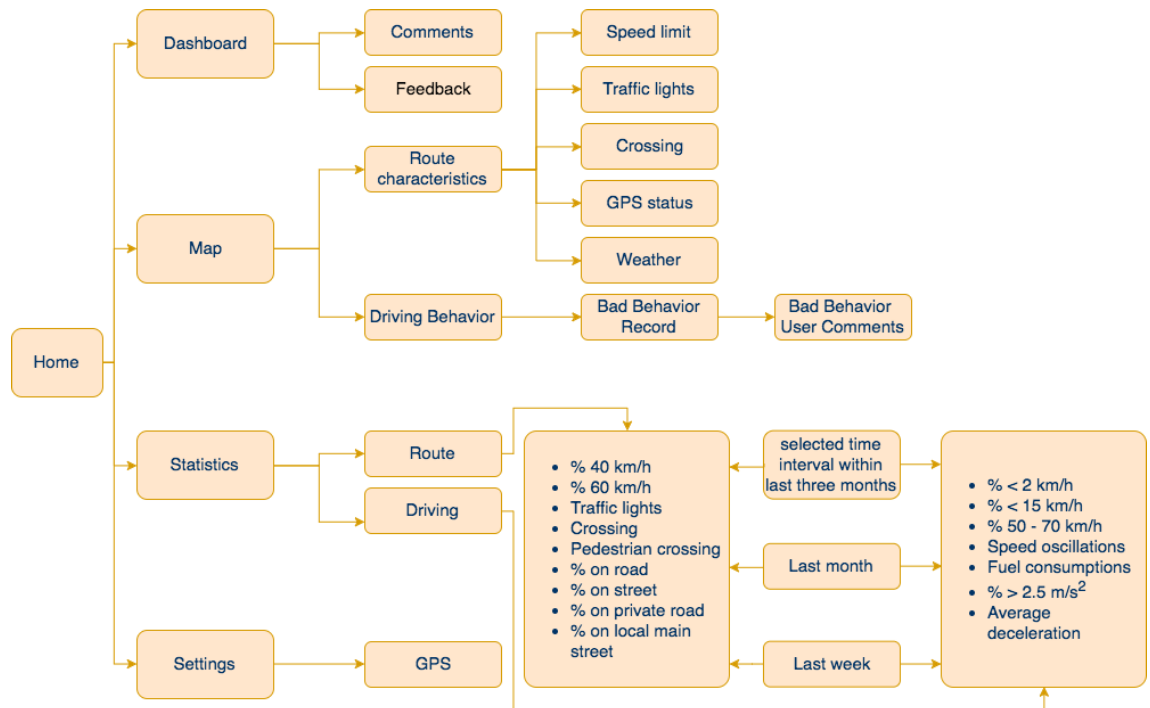 Dashboard
Comments
Feedback
Speed limit
Traffic lights
Route
characteristics
Crossing
GPS status
Weather
Map
Driving Behavior
Bad Behavior
Record
Bad Behavior
User Comments
Home
Statistics
Route
Driving
• % 40 km/h
• % 60 km/h
• Traffic lights
• Crossing
• Pedestrian crossing
• % on road
• % on street
• % on private road
• % on local main
street
selected time
interval within
last three months
Last month
Last week
• % < 2 km/h
• % < 15 km/h
• % 50 - 70 km/h
• Speed oscillations
• Fuel consumptions
• % > 2.5 m/s²
• Average
deceleration
Settings
GPS